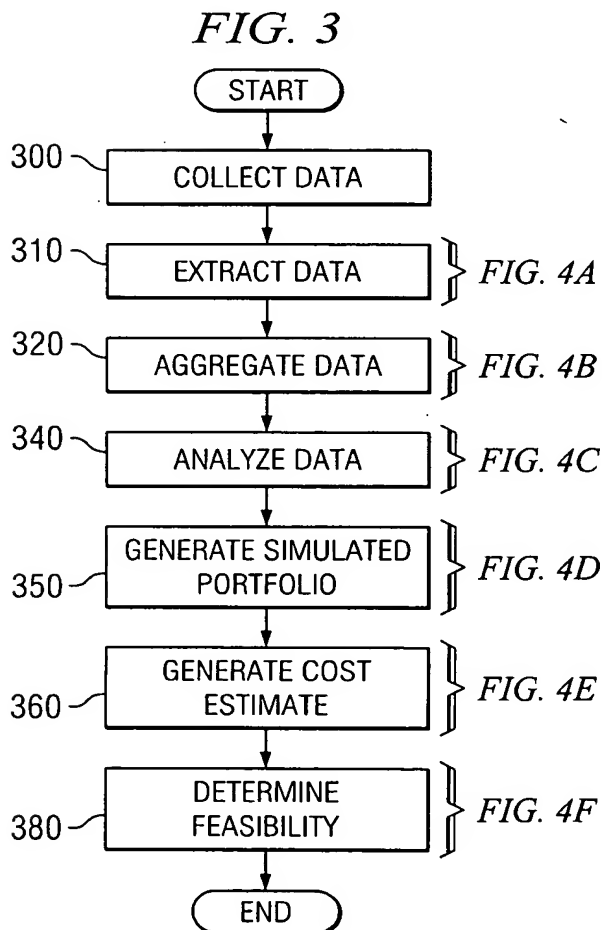 FIG. 3
START
300
COLLECT DATA
310
EXTRACT DATA
FIG. 4A
320
AGGREGATE DATA
FIG. 4B
340
ANALYZE DATA
FIG. 4C
350
GENERATE SIMULATED
PORTFOLIO
FIG. 4D
360
GENERATE COST
ESTIMATE
FIG. 4E
380
DETERMINE
FEASIBILITY
FIG. 4F
END